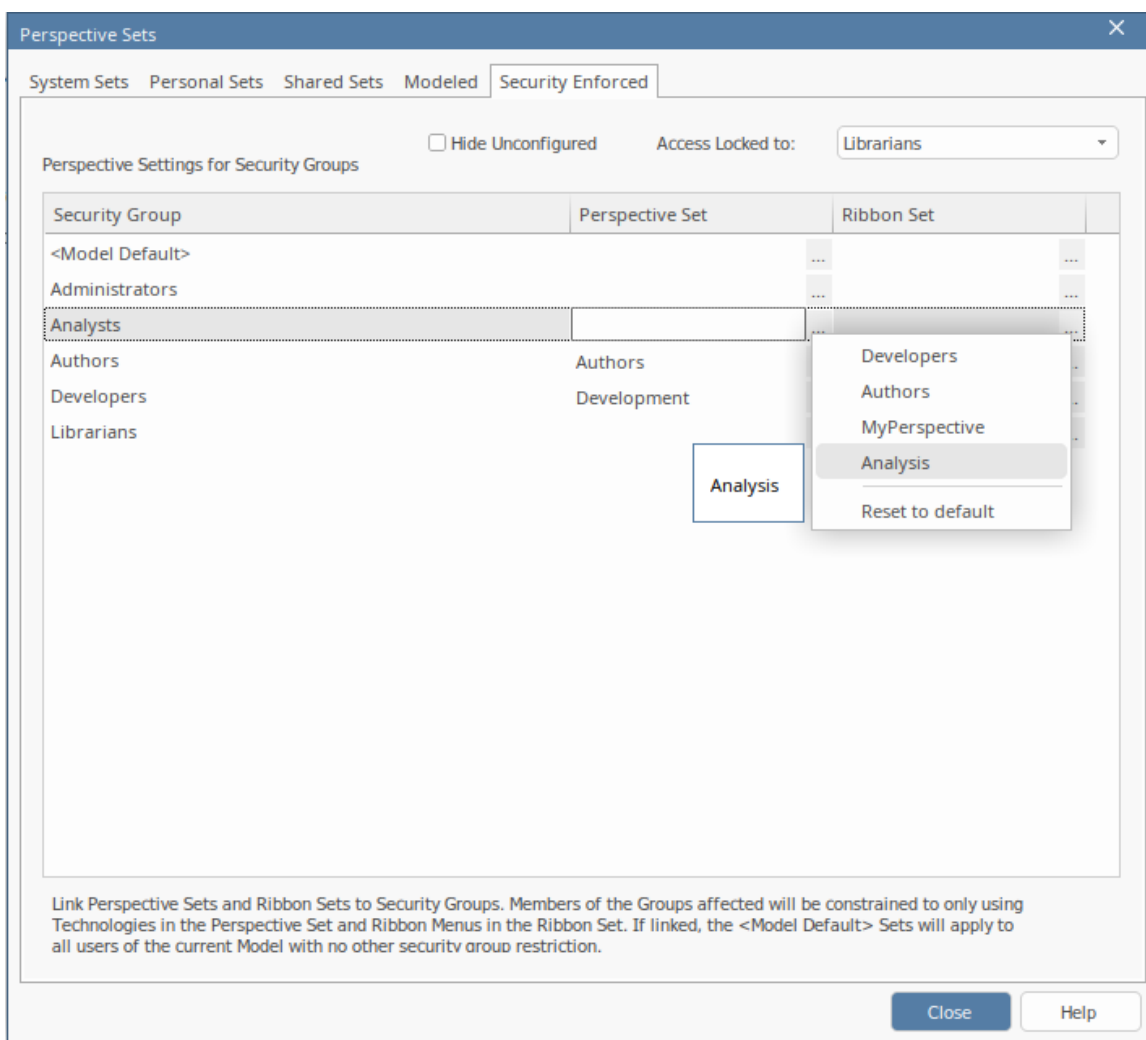 Perspective Sets
System Sets Personal Sets Shared Sets Modeled Security Enforced
Hide Unconfigured Access Locked to: Librarians
Perspective Settings for Security Groups
Security Group Perspective Set Ribbon Set
<Model Default> ... ...
Administrators ... ...
Analysts ... ...
Authors Authors
Developers Development
Librarians
Developers
Authors
MyPerspective
Analysis
Reset to default
Analysis
Link Perspective Sets and Ribbon Sets to Security Groups. Members of the Groups affected will be constrained to only using
Technologies in the Perspective Set and Ribbon Menus in the Ribbon Set. If linked, the <Model Default> Sets will apply to
all users of the current Model with no other security group restriction.
Close Help